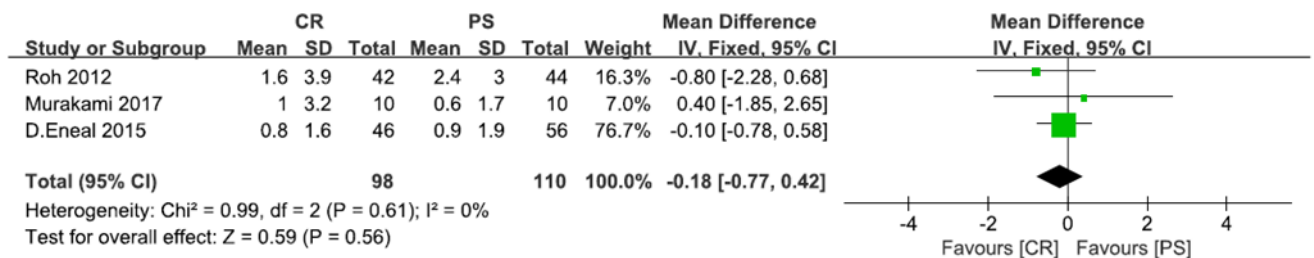 CR PS Mean Difference Mean Difference
Study or Subgroup Mean SD Total Mean SD Total Weight IV, Fixed, 95% CI IV, Fixed, 95% CI
Roh 2012 1.6 3.9 42 2.4 3 44 16.3% -0.80 [-2.28, 0.68]
Murakami 2017 1 3.2 10 0.6 1.7 10 7.0% 0.40 [-1.85, 2.65]
D.Eneal 2015 0.8 1.6 46 0.9 1.9 56 76.7% -0.10 [-0.78, 0.58]
Total (95% CI) 98 110 100.0% -0.18 [-0.77, 0.42]
Heterogeneity: Chi² = 0.99, df = 2 (P = 0.61); I² = 0%
Test for overall effect: Z = 0.59 (P = 0.56)
-4 -2 0 2 4
Favours [CR] Favours [PS]